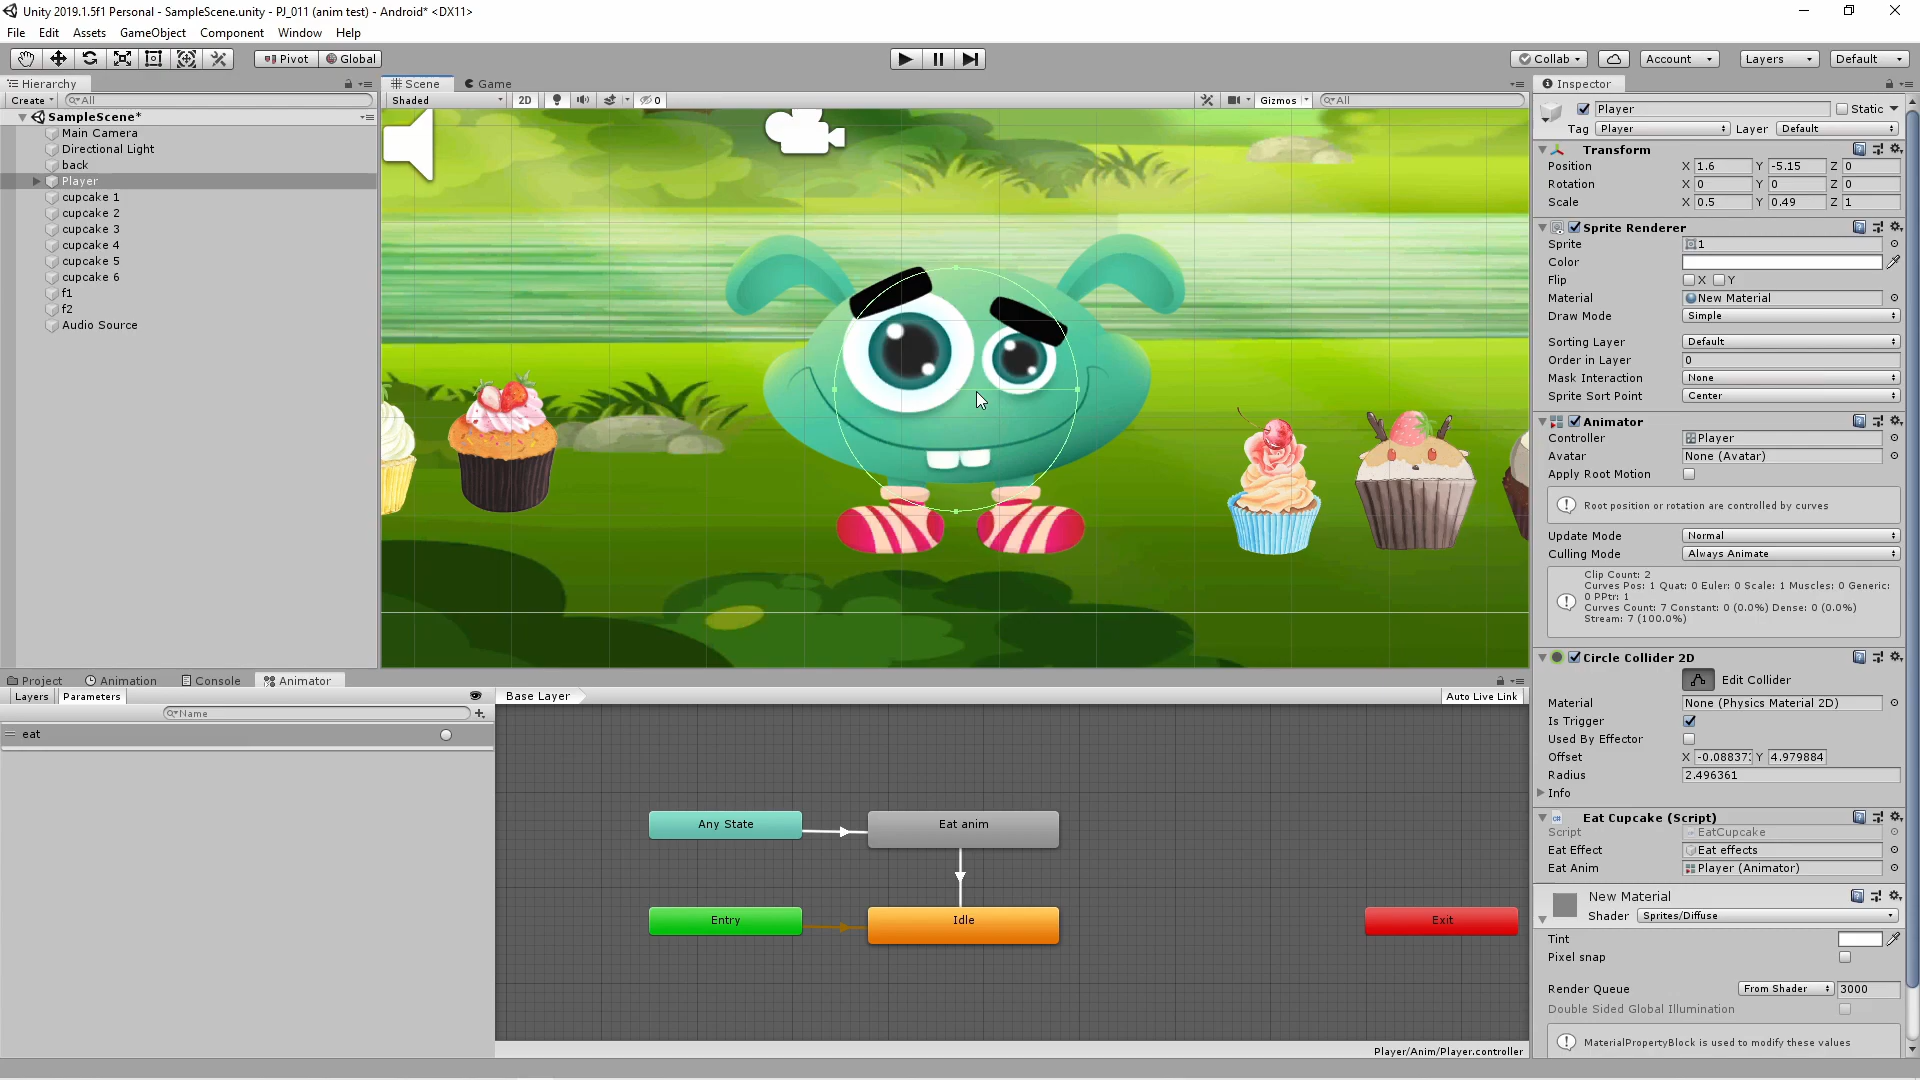 Unity 2019.1.5f1 Personal - SampleScene.unity - PJ_011 (anim test) - Android* <DX11>
File Edit Assets GameObject Component Window Help
Pivot Global
Collab Account Layers Default
Hierarchy
Create All
SampleScene*
Main Camera
Directional Light
back
Player
cupcake 1
cupcake 2
cupcake 3
cupcake 4
cupcake 5
cupcake 6
f1
f2
Audio Source
Scene Game
Shaded 2D 0 Gizmos All
Inspector
Player Static
Tag Player Layer Default
Transform
Position X 1.6 Y -5.15 Z 0
Rotation X 0 Y 0 Z 0
Scale X 0.5 Y 0.49 Z 1
Sprite Renderer
Sprite 1
Color
Flip X Y
Material New Material
Draw Mode Simple
Sorting Layer Default
Order in Layer 0
Mask Interaction None
Sprite Sort Point Center
Animator
Controller Player
Avatar None (Avatar)
Apply Root Motion
Root position or rotation are controlled by curves
Update Mode Normal
Culling Mode Always Animate
Clip Count: 2
Curves Pos: 1 Quat: 0 Euler: 0 Scale: 1 Muscles: 0 Generic:
0 PPtr: 1
Curves Count: 7 Constant: 0 (0.0%) Dense: 0 (0.0%)
Stream: 7 (100.0%)
Circle Collider 2D
Edit Collider
Material None (Physics Material 2D)
Is Trigger
Used By Effector
Offset X -0.08837 Y 4.979884
Radius 2.496361
Info
Eat Cupcake (Script)
Script EatCupcake
Eat Effect Eat effects
Eat Anim Player (Animator)
New Material
Shader Sprites/Diffuse
Tint
Pixel snap
Render Queue From Shader 3000
Double Sided Global Illumination
MaterialPropertyBlock is used to modify these values
Project Animation Console Animator
Layers Parameters
Name
eat
Base Layer Auto Live Link
Any State
Eat anim
Entry
Idle
Exit
Player/Anim/Player.controller